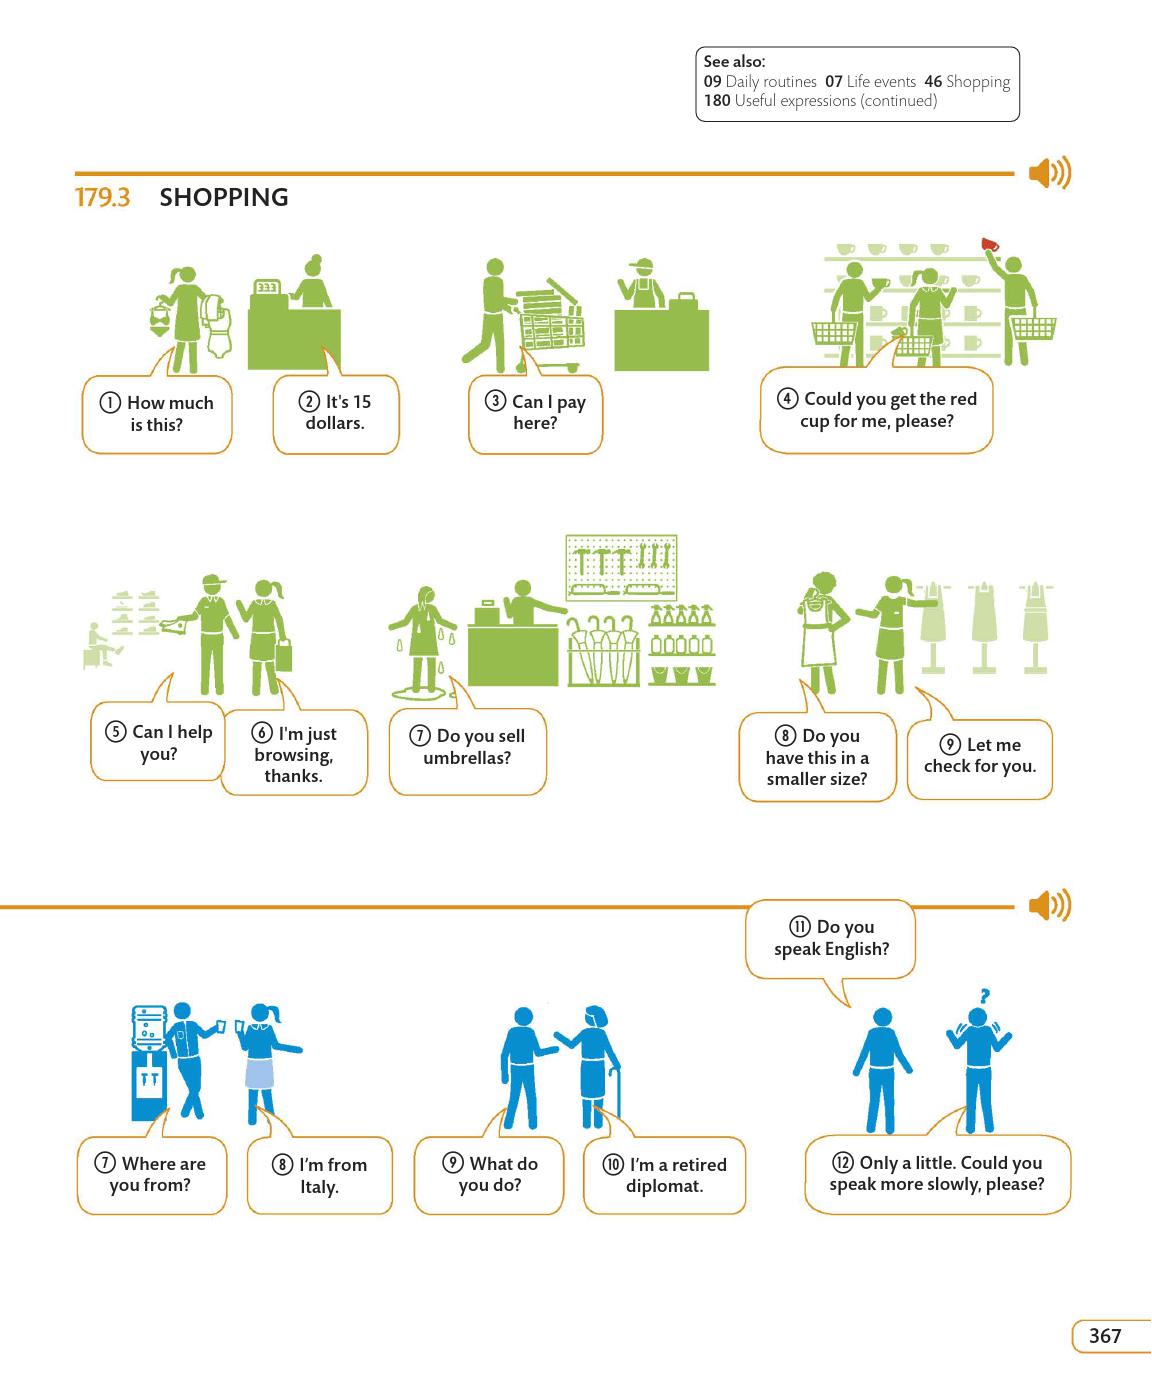 See also:
09 Daily routines 07 Life events 46 Shopping
180 Useful expressions (continued)
179.3 SHOPPING
① How much
is this?
② It's 15
dollars.
③ Can I pay
here?
④ Could you get the red
cup for me, please?
⑤ Can I help
you?
⑥ I'm just
browsing,
thanks.
⑦ Do you sell
umbrellas?
⑧ Do you
have this in a
smaller size?
⑨ Let me
check for you.
⑦ Where are
you from?
⑧ I'm from
Italy.
⑨ What do
you do?
⑩ I'm a retired
diplomat.
⑪ Do you
speak English?
?
⑫ Only a little. Could you
speak more slowly, please?
367